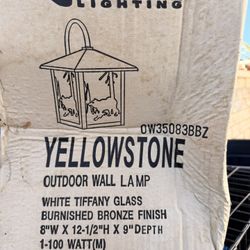 LIGHTING
OW35083BBZ
YELLOWSTONE
OUTDOOR WALL LAMP
WHITE TIFFANY GLASS
BURNISHED BRONZE FINISH
8"W X 12-1/2"H X 9"DEPTH
1-100 WATT(M)